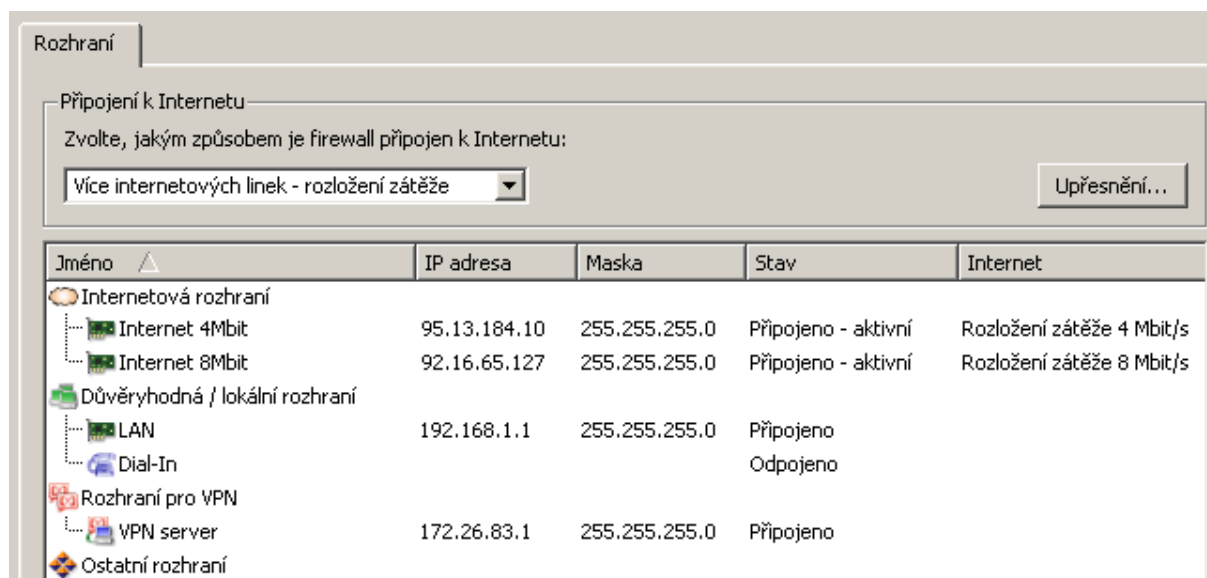 Rozhraní
Připojení k Internetu
Zvolte, jakým způsobem je firewall připojen k Internetu:
Více internetových linek - rozložení zátěže Upřesnění...
Jméno IP adresa Maska Stav Internet
Internetová rozhraní
Internet 4Mbit 95.13.184.10 255.255.255.0 Připojeno - aktivní Rozložení zátěže 4 Mbit/s
Internet 8Mbit 92.16.65.127 255.255.255.0 Připojeno - aktivní Rozložení zátěže 8 Mbit/s
Důvěryhodná / lokální rozhraní
LAN 192.168.1.1 255.255.255.0 Připojeno
Dial-In Odpojeno
Rozhraní pro VPN
VPN server 172.26.83.1 255.255.255.0 Připojeno
Ostatní rozhraní